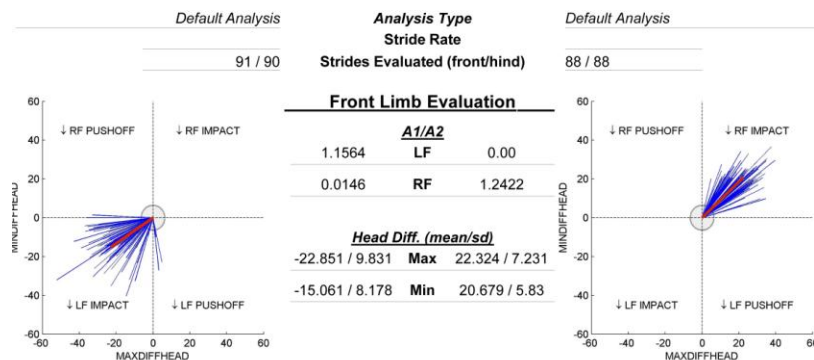 Default Analysis Analysis Type Default Analysis
Stride Rate
91 / 90 Strides Evaluated (front/hind) 88 / 88
Front Limb Evaluation
A1/A2
1.1564 LF 0.00
0.0146 RF 1.2422
Head Diff. (mean/sd)
-22.851 / 9.831 Max 22.324 / 7.231
-15.061 / 8.178 Min 20.679 / 5.83
60
40
20
0
-20
-40
-60
MINDIFFHEAD
↓ RF PUSHOFF ↓ RF IMPACT
↓ LF IMPACT ↓ LF PUSHOFF
-60 -40 -20 0 20 40 60
MAXDIFFHEAD
60
40
20
0
-20
-40
-60
MINDIFFHEAD
↓ RF PUSHOFF ↓ RF IMPACT
↓ LF IMPACT ↓ LF PUSHOFF
-60 -40 -20 0 20 40 60
MAXDIFFHEAD